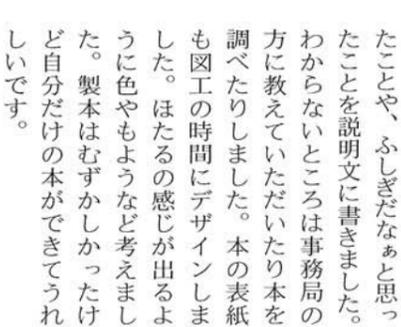 たことや、ふしぎだなぁと思っ
たことを説明文に書きました。
わからないところは事務局の
方に教えていただいたり本を
調べたりしました。本の表紙
も図工の時間にデザインしま
した。ほたるの感じが出るよ
うに色やもようなど考えまし
た。製本はむずかしかったけ
ど自分だけの本ができてうれ
しいです。